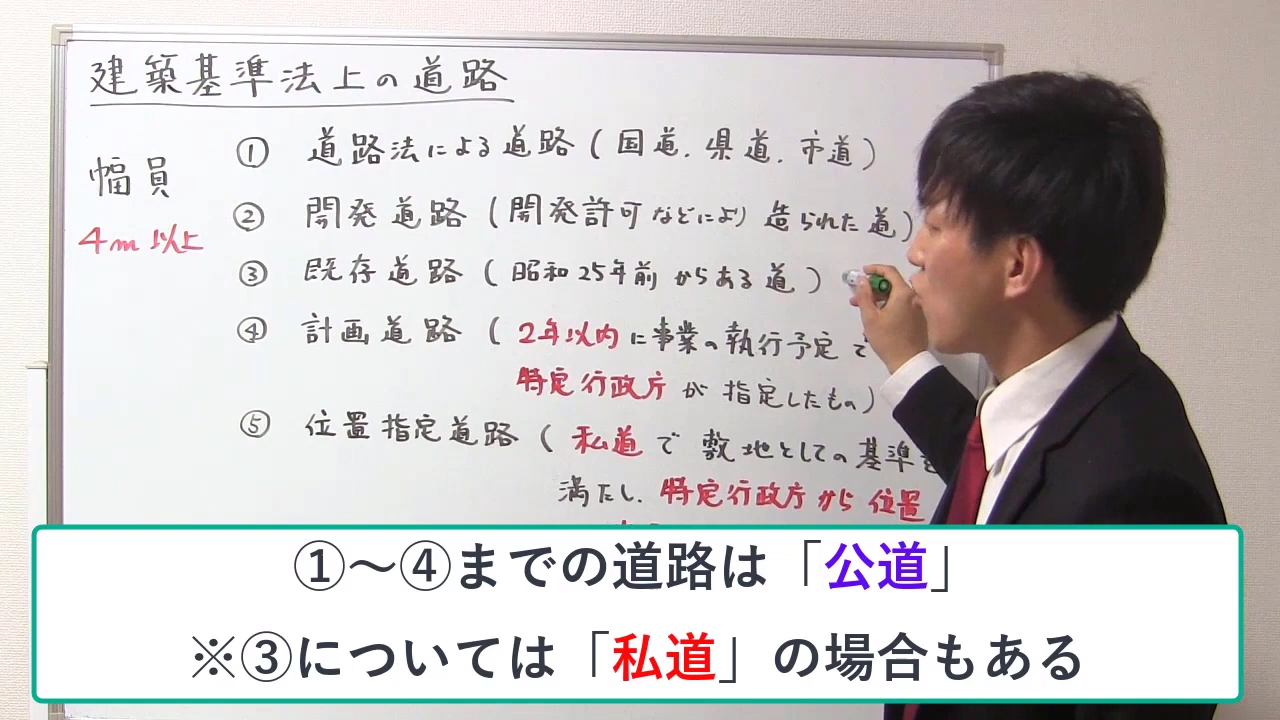 建築基準法上の道路
幅員
4m以上
① 道路法による道路(国道.県道.市道)
② 開発道路(開発許可などにより造られた道)
③ 既存道路(昭和25年前からある道)
④ 計画道路(2年以内に事業の執行予定で
特定行政庁が指定したもの)
⑤ 位置指定道路(私道で敷地としての基準を
満たし.特定行政庁から位置
①〜④までの道路は「公道」
※③については「私道」の場合もある